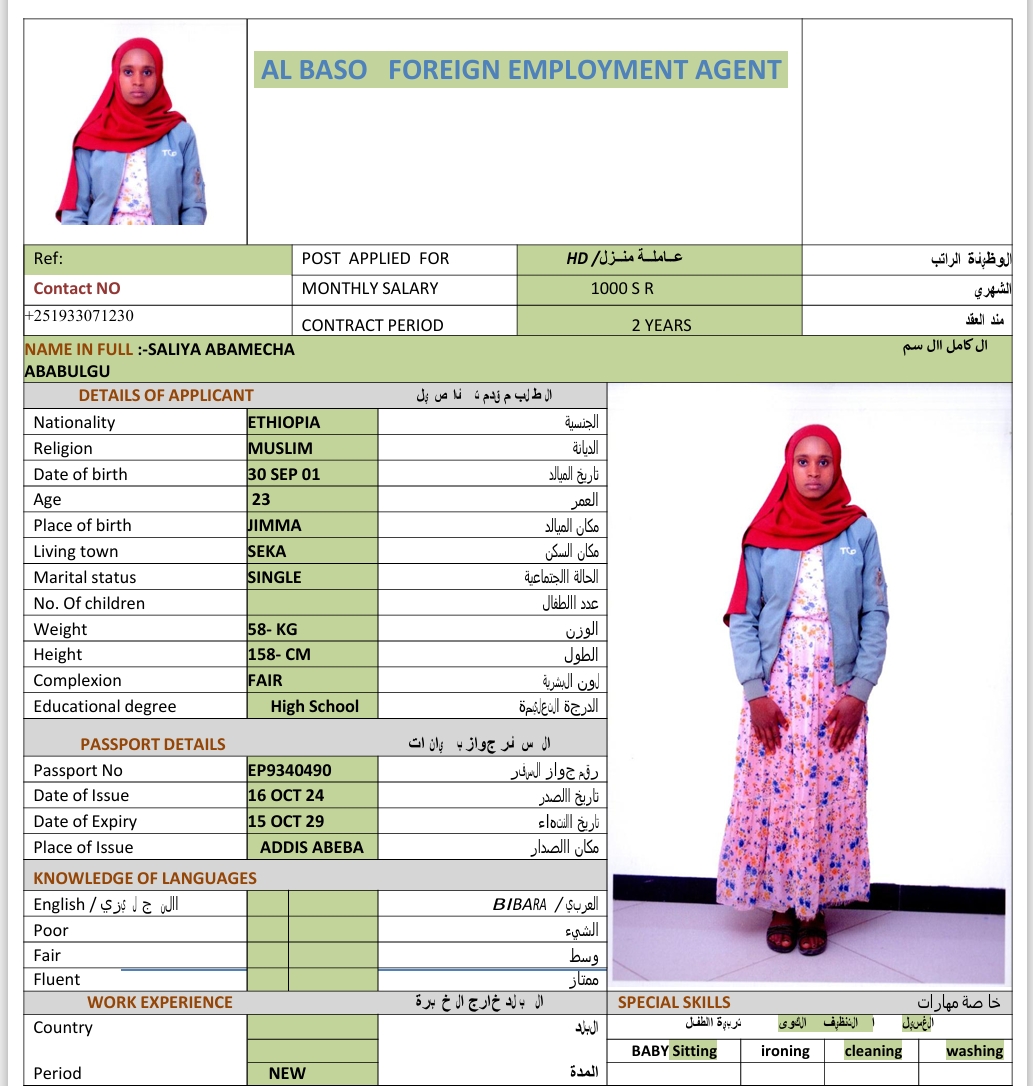 AL BASO FOREIGN EMPLOYMENT AGENT
Ref: POST APPLIED FOR HD /عـاملـة منـزل الوظيفة الراتب
Contact NO MONTHLY SALARY 1000 S R الشهري
+251933071230 CONTRACT PERIOD 2 YEARS مند العقد
NAME IN FULL :-SALIYA ABAMECHA ال كامل اال سم
ABABULGU
DETAILS OF APPLICANT
Nationality ETHIOPIA الجنسية
Religion MUSLIM الديانة
Date of birth 30 SEP 01 تاريخ الميالد
Age 23 العمر
Place of birth JIMMA مكان الميالد
Living town SEKA مكان السكن
Marital status SINGLE الحالة االجتماعية
No. Of children عدد االطفال
Weight 58- KG الوزن
Height 158- CM الطول
Complexion FAIR لون البشرية
Educational degree High School الدرجة التعليمة
PASSPORT DETAILS ال س فر جواز ب يان ات
Passport No EP9340490 رقم جواز السفر
Date of Issue 16 OCT 24 تاريخ االصدر
Date of Expiry 15 OCT 29 تاريخ االنتهاء
Place of Issue ADDIS ABEBA مكان االصدار
KNOWLEDGE OF LANGUAGES
English / االن ج ل يزي BIBARA / العربي
Poor الشيء
Fair وسط
Fluent ممتاز
WORK EXPERIENCE ال ب لد خارج ال خ برة SPECIAL SKILLS خا صة مهارات
Country البلد تربية االطفال الكوى التنظيف الغسيل
BABY Sitting ironing cleaning washing
Period NEW المدة